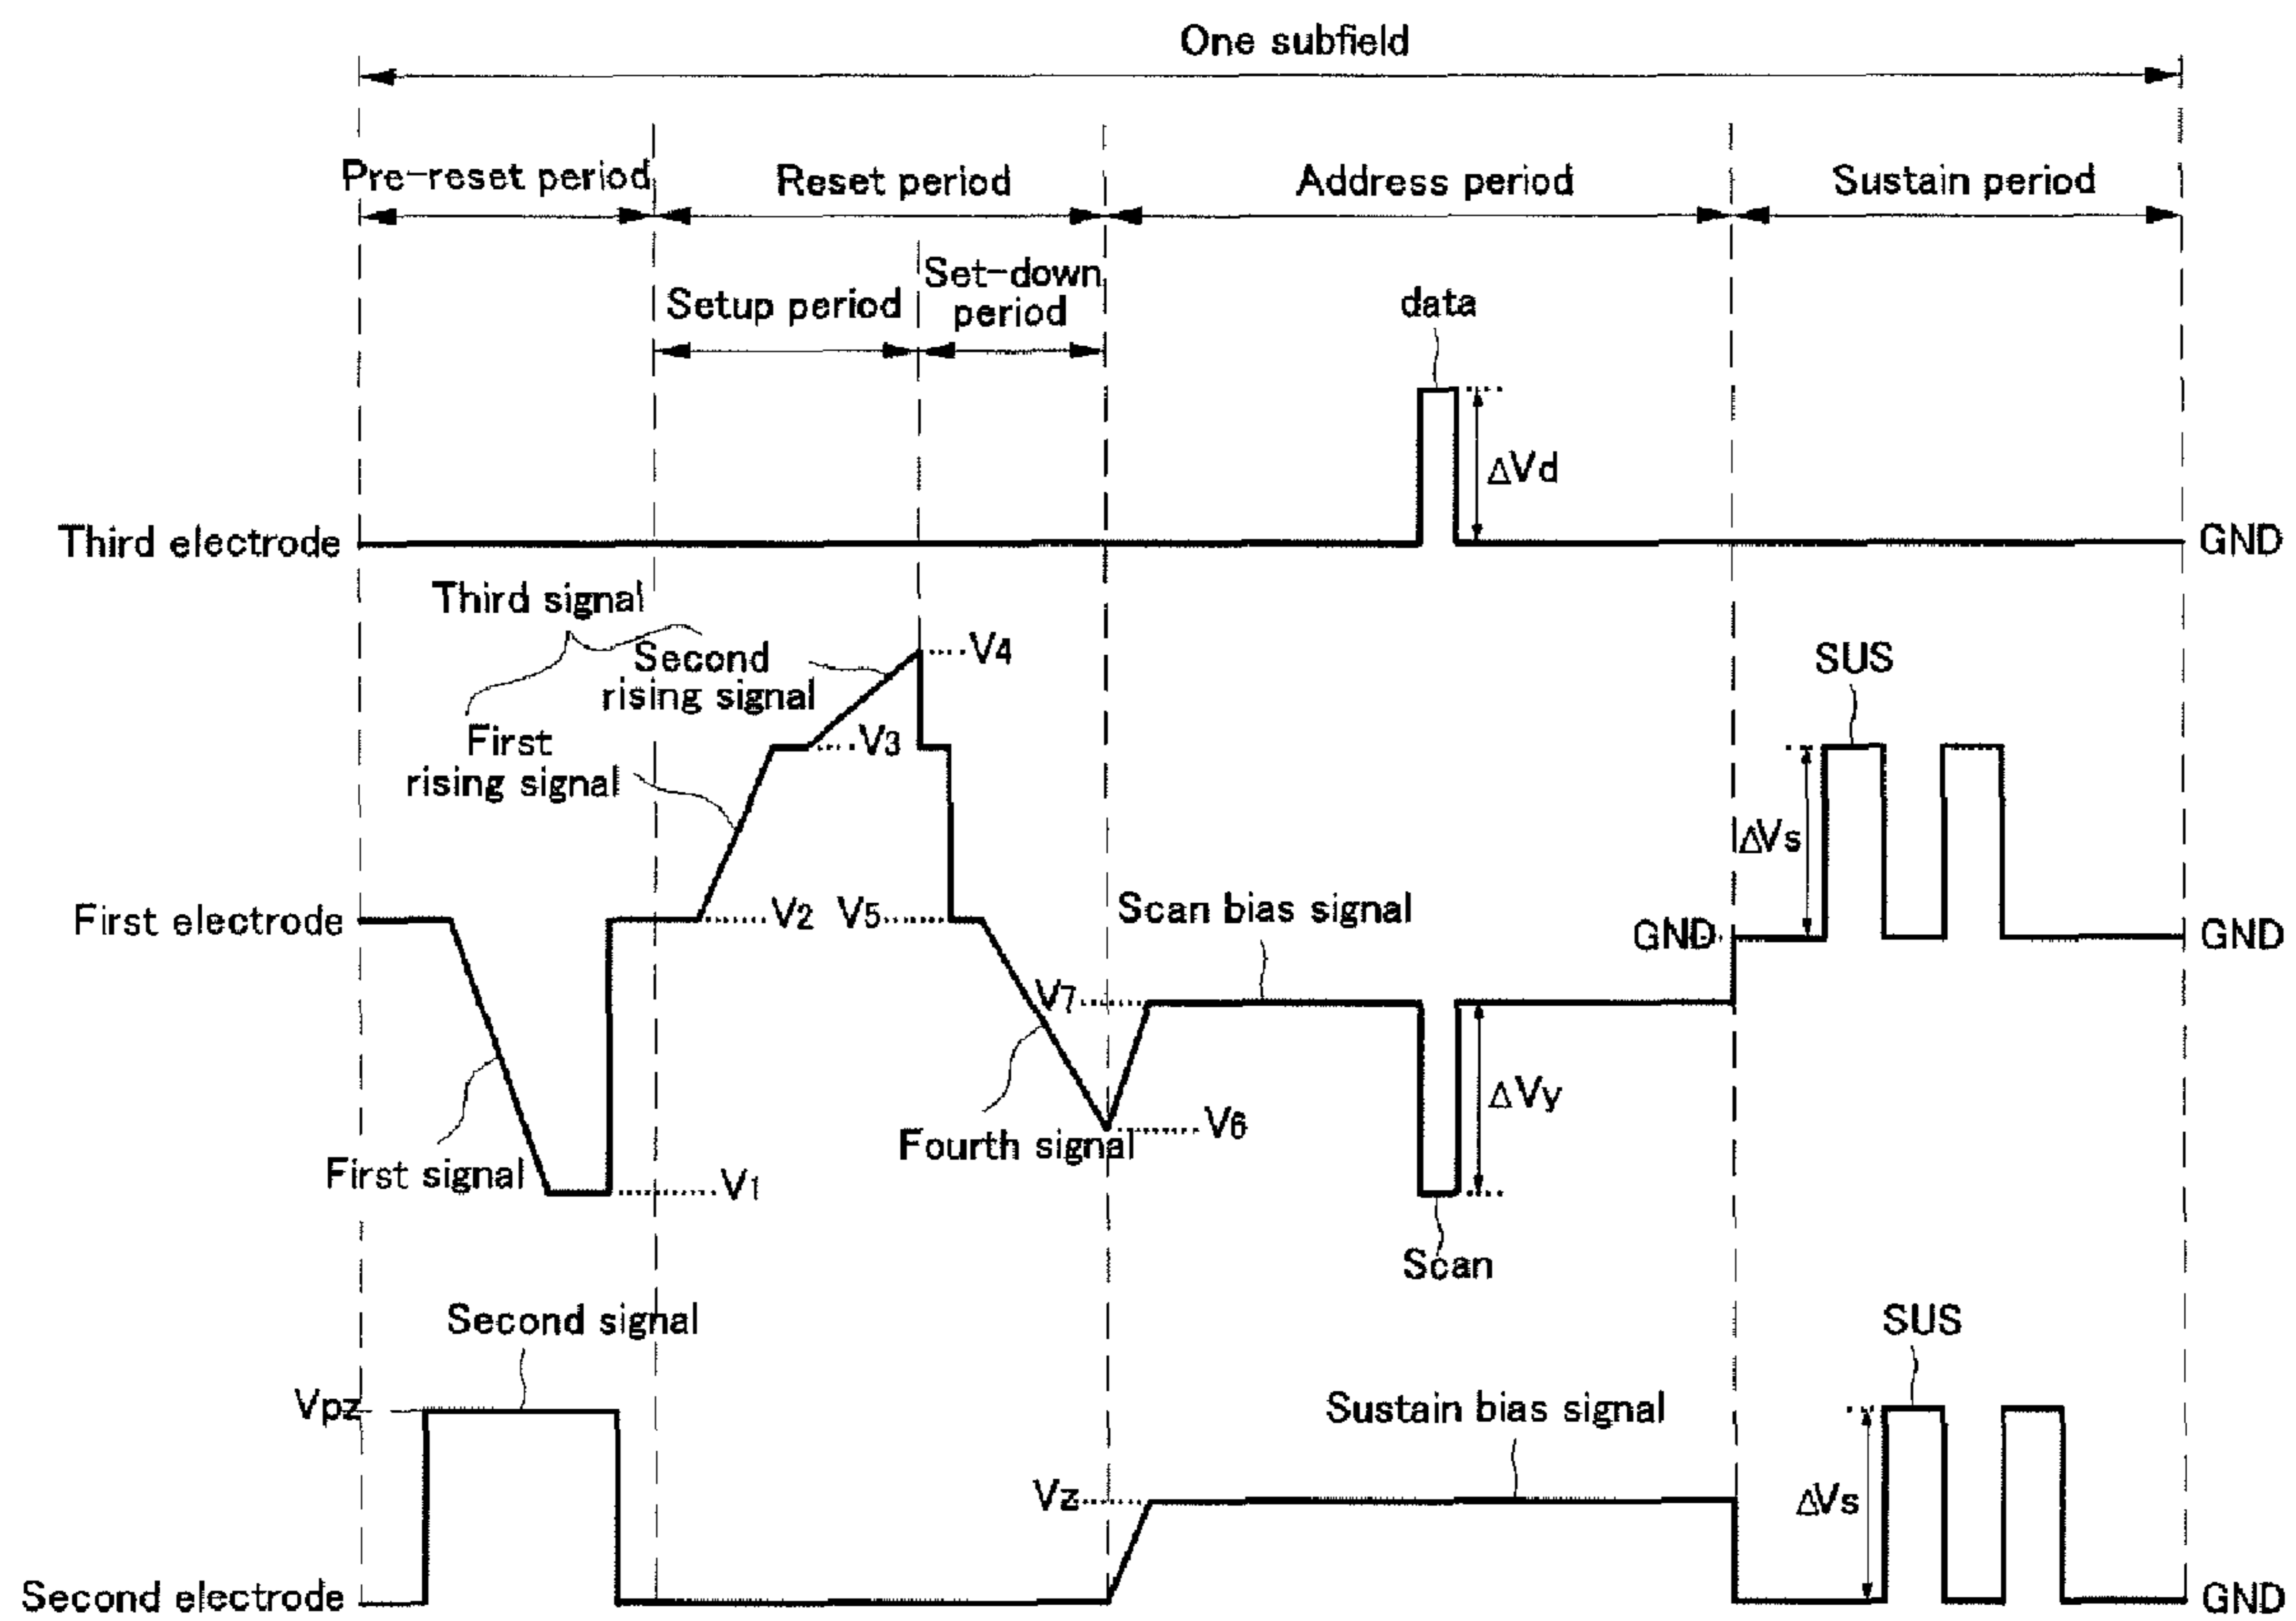 One subfield
Pre-reset period
Reset period
Address period
Sustain period
Setup period
Set-down
period
data
ΔVd
Third electrode
GND
Third signal
Second
rising signal
V4
First
rising signal
V3
SUS
ΔVs
First electrode
V2
V5
Scan bias signal
GND
GND
V7
ΔVy
Fourth signal
V6
First signal
V1
Scan
Second signal
SUS
Vpz
Sustain bias signal
Vz
ΔVs
Second electrode
GND